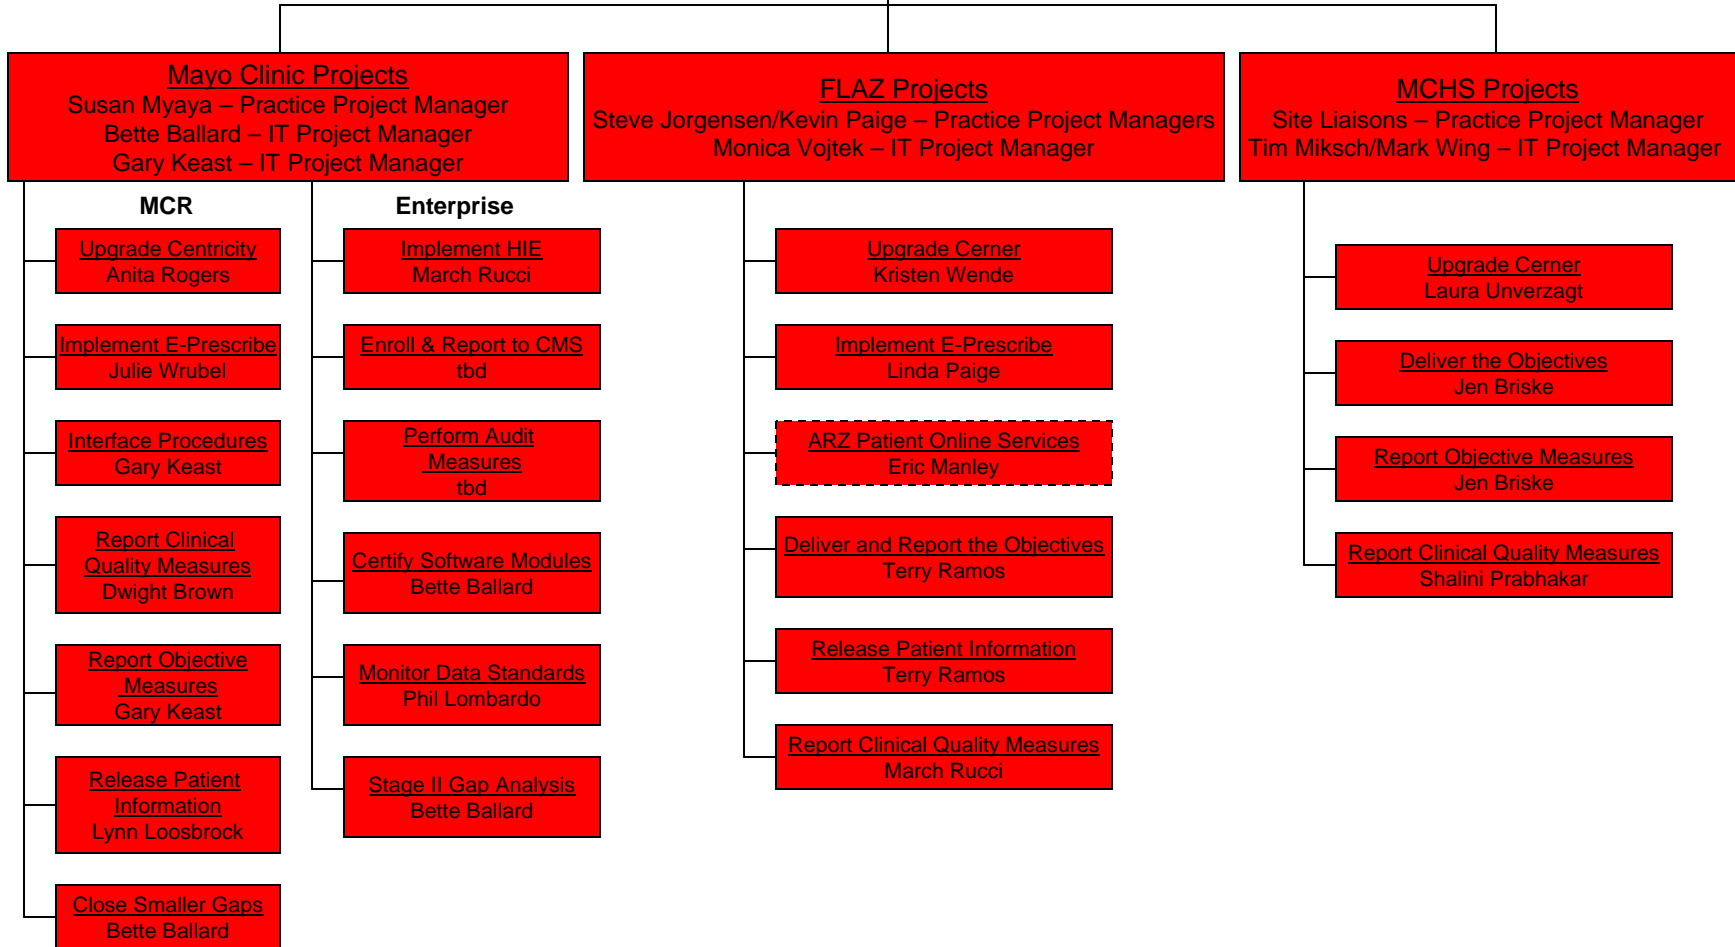 Mayo Clinic Projects
Susan Myaya – Practice Project Manager
Bette Ballard – IT Project Manager
Gary Keast – IT Project Manager
MCR
Upgrade Centricity
Anita Rogers
Implement E-Prescribe
Julie Wrubel
Interface Procedures
Gary Keast
Report Clinical
Quality Measures
Dwight Brown
Report Objective
Measures
Gary Keast
Release Patient
Information
Lynn Loosbrock
Close Smaller Gaps
Bette Ballard
Enterprise
Implement HIE
March Rucci
Enroll & Report to CMS
tbd
Perform Audit
Measures
tbd
Certify Software Modules
Bette Ballard
Monitor Data Standards
Phil Lombardo
Stage II Gap Analysis
Bette Ballard
FLAZ Projects
Steve Jorgensen/Kevin Paige – Practice Project Managers
Monica Vojtek – IT Project Manager
Upgrade Cerner
Kristen Wende
Implement E-Prescribe
Linda Paige
ARZ Patient Online Services
Eric Manley
Deliver and Report the Objectives
Terry Ramos
Release Patient Information
Terry Ramos
Report Clinical Quality Measures
March Rucci
MCHS Projects
Site Liaisons – Practice Project Manager
Tim Miksch/Mark Wing – IT Project Manager
Upgrade Cerner
Laura Unverzagt
Deliver the Objectives
Jen Briske
Report Objective Measures
Jen Briske
Report Clinical Quality Measures
Shalini Prabhakar